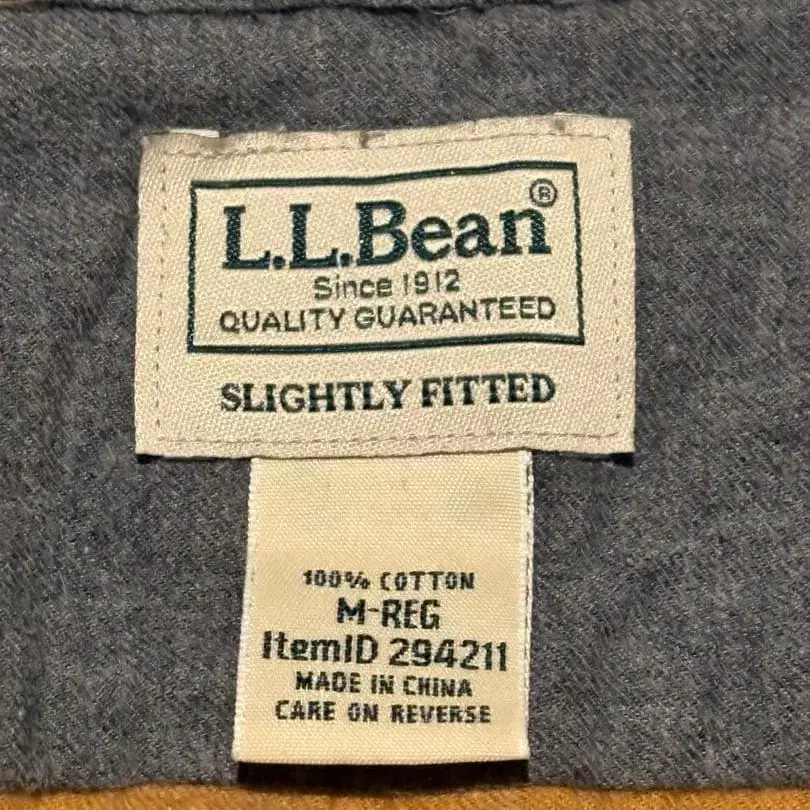 L.L.Bean®
Since 1912
QUALITY GUARANTEED
SLIGHTLY FITTED
100% COTTON
M-REG
ItemID 294211
MADE IN CHINA
CARE ON REVERSE